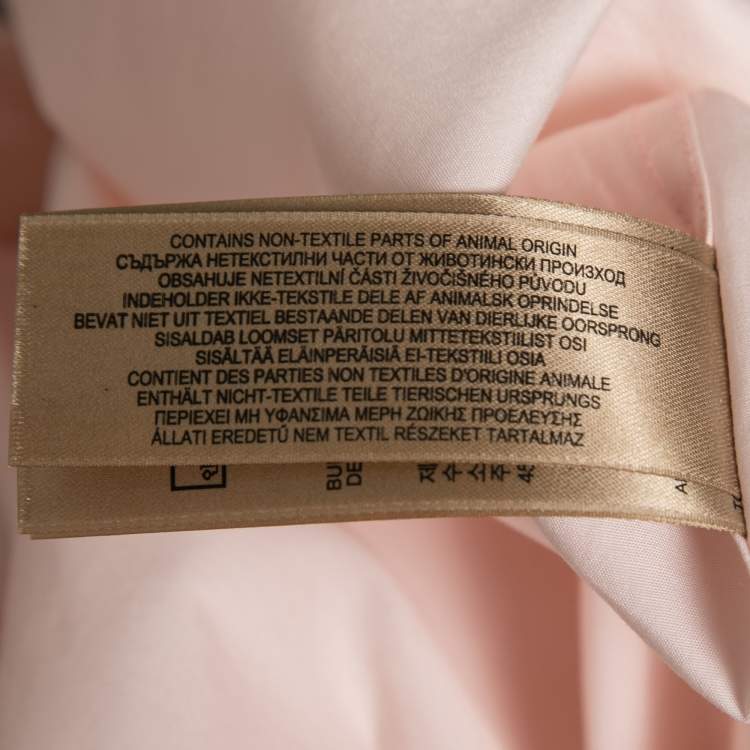 CONTAINS NON-TEXTILE PARTS OF ANIMAL ORIGIN
СЪДЪРЖА НЕТЕКСТИЛНИ ЧАСТИ ОТ ЖИВОТИНСКИ ПРОИЗХОД
OBSAHUJE NETEXTILNÍ ČÁSTI ŽIVOČIŠNÉHO PŮVODU
INDEHOLDER IKKE-TEKSTILE DELE AF ANIMALSK OPRINDELSE
BEVAT NIET UIT TEXTIEL BESTAANDE DELEN VAN DIERLIJKE OORSPRONG
SISALDAB LOOMSET PÄRITOLU MITTETEKSTIILIST OSI
SISÄLTÄÄ ELÄINPERÄISIÄ EI-TEKSTIILI OSIA
CONTIENT DES PARTIES NON TEXTILES D'ORIGINE ANIMALE
ENTHÄLT NICHT-TEXTILE TEILE TIERISCHEN URSPRUNGS
ΠΕΡΙΕΧΕΙ ΜΗ ΥΦΑΝΣΙΜΑ ΜΕΡΗ ΖΩΙΚΗΣ ΠΡΟΕΛΕΥΣΗΣ
ÁLLATI EREDETŰ NEM TEXTIL RÉSZEKET TARTALMAZ
BU
DE